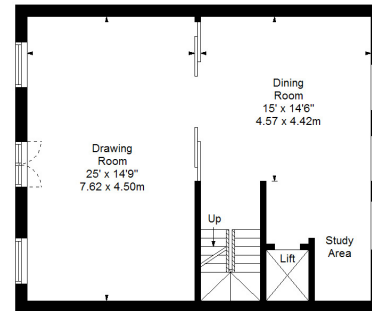 Drawing
Room
25' x 14'9"
7.62 x 4.50m
Dining
Room
15' x 14'6"
4.57 x 4.42m
Up
Lift
Study
Area